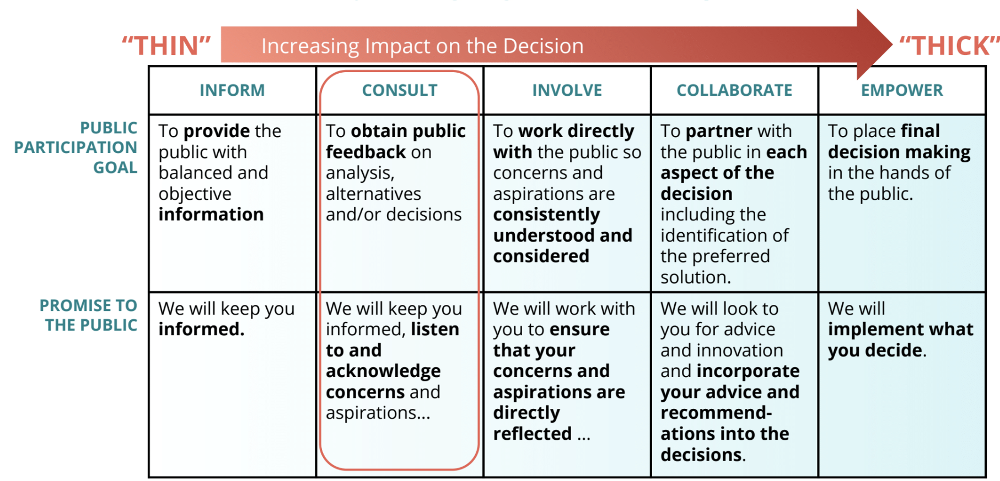 “THIN”
Increasing Impact on the Decision
“THICK”
INFORM
CONSULT
INVOLVE
COLLABORATE
EMPOWER
PUBLIC
PARTICIPATION
GOAL
To provide the
public with
balanced and
objective
information
To obtain public
feedback on
analysis,
alternatives
and/or decisions
To work directly
with the public so
concerns and
aspirations are
consistently
understood and
considered
To partner with
the public in each
aspect of the
decision
including the
identification of
the preferred
solution.
To place final
decision making
in the hands of
the public.
PROMISE TO
THE PUBLIC
We will keep you
informed.
We will keep you
informed, listen
to and
acknowledge
concerns and
aspirations...
We will work with
you to ensure
that your
concerns and
aspirations are
directly
reflected ...
We will look to
you for advice
and innovation
and incorporate
your advice and
recommend-
ations into the
decisions.
We will
implement what
you decide.